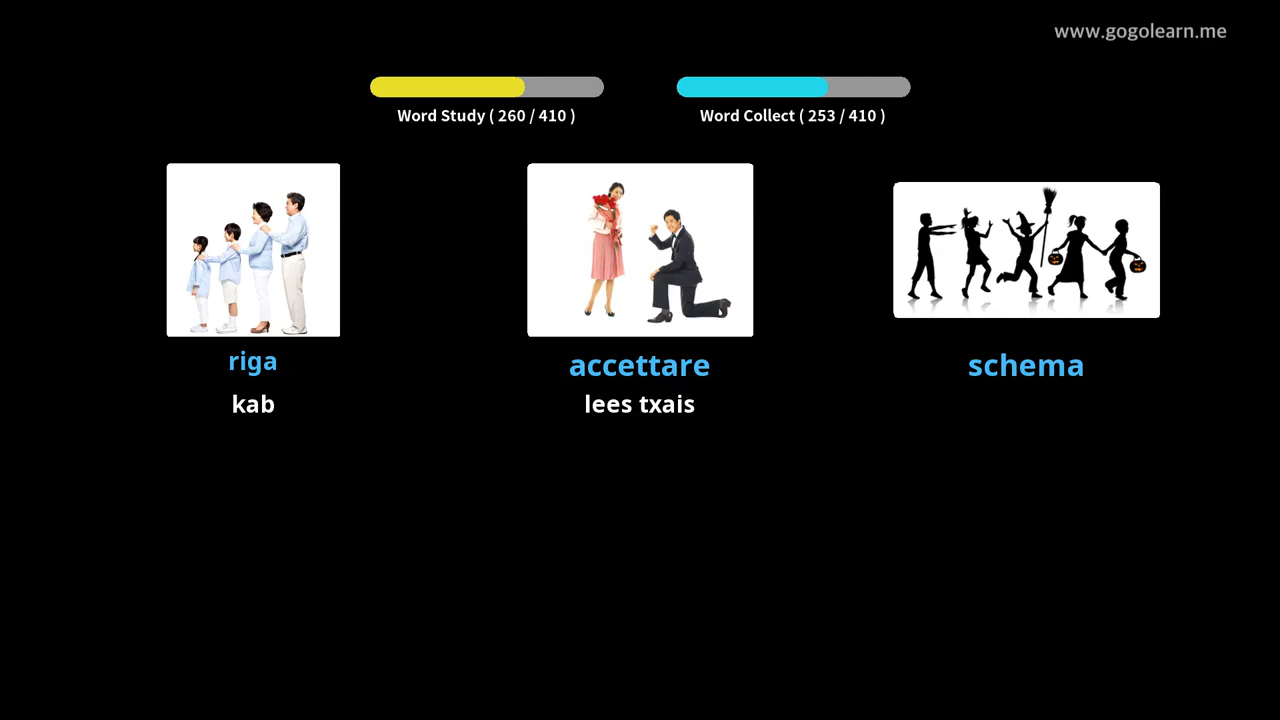 www.gogolearn.me
Word Study ( 260 / 410 )
Word Collect ( 253 / 410 )
riga
kab
accettare
lees txais
schema